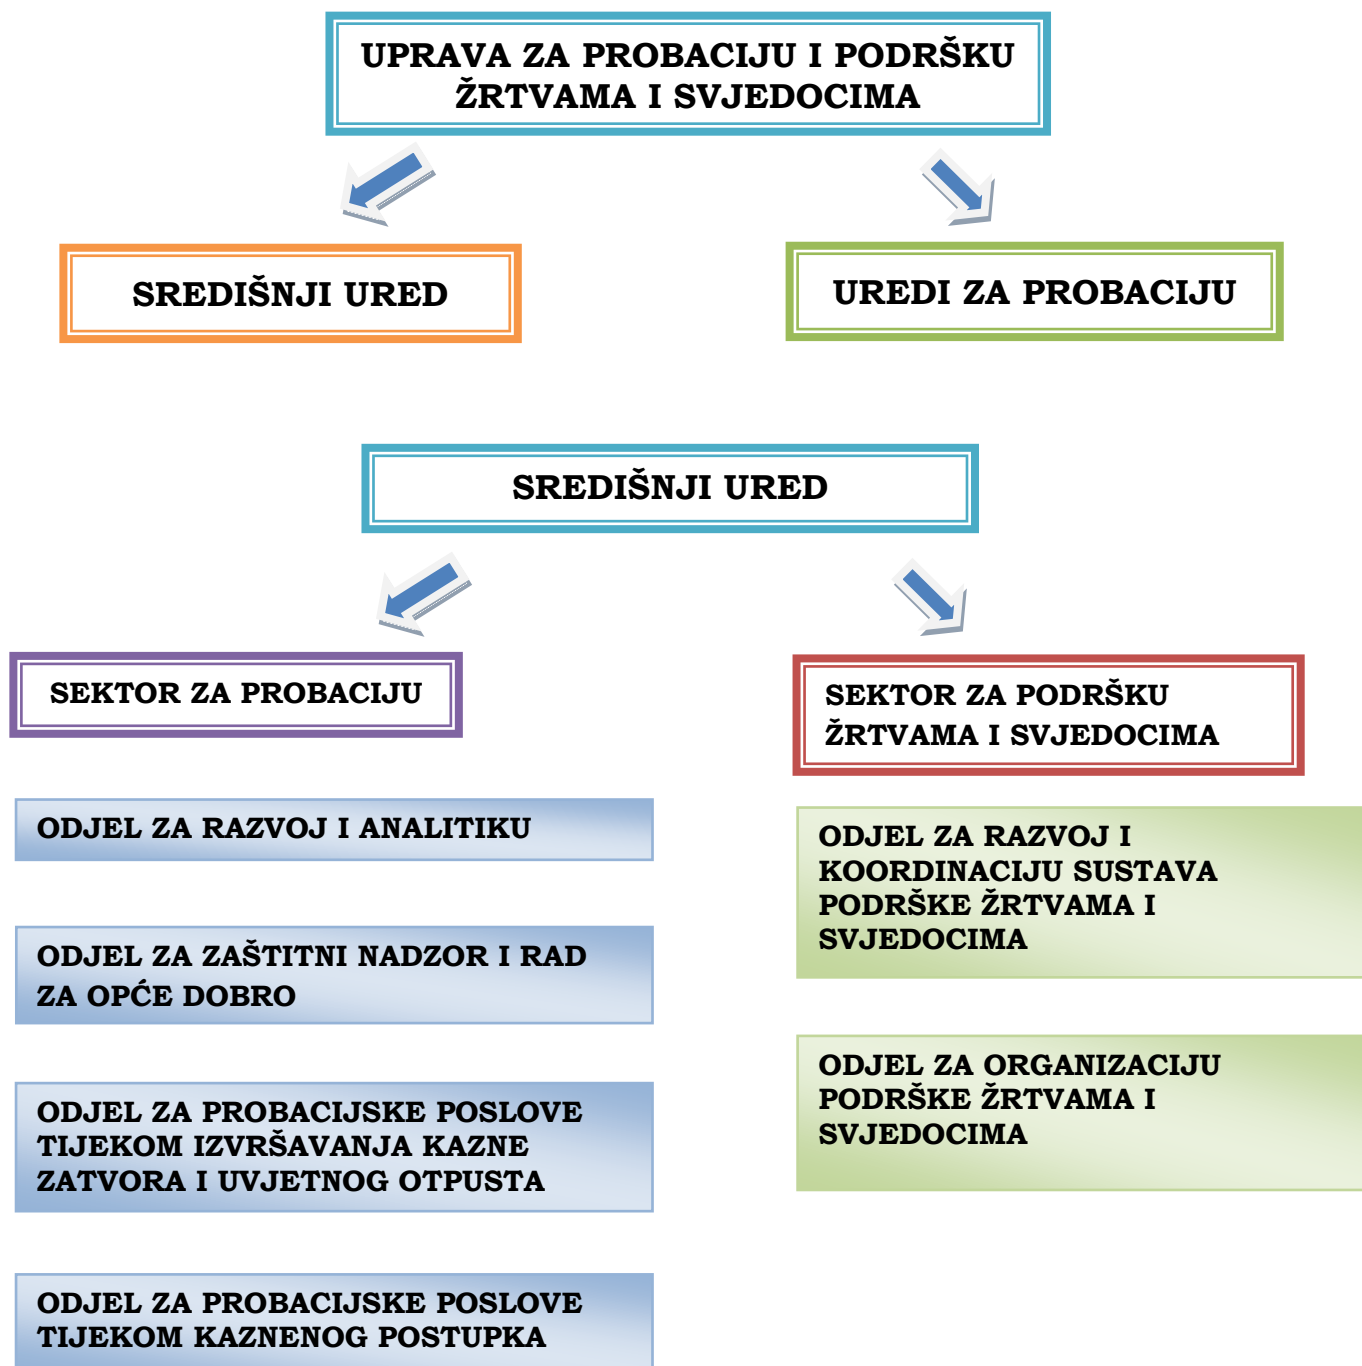 UPRAVA ZA PROBACIJU I PODRŠKU
ŽRTVAMA I SVJEDOCIMA
SREDIŠNJI URED
UREDI ZA PROBACIJU
SREDIŠNJI URED
SEKTOR ZA PROBACIJU
SEKTOR ZA PODRŠKU
ŽRTVAMA I SVJEDOCIMA
ODJEL ZA RAZVOJ I ANALITIKU
ODJEL ZA ZAŠTITNI NADZOR I RAD
ZA OPĆE DOBRO
ODJEL ZA PROBACIJSKE POSLOVE
TIJEKOM IZVRŠAVANJA KAZNE
ZATVORA I UVJETNOG OTPUSTA
ODJEL ZA PROBACIJSKE POSLOVE
TIJEKOM KAZNENOG POSTUPKA
ODJEL ZA RAZVOJ I
KOORDINACIJU SUSTAVA
PODRŠKE ŽRTVAMA I
SVJEDOCIMA
ODJEL ZA ORGANIZACIJU
PODRŠKE ŽRTVAMA I
SVJEDOCIMA